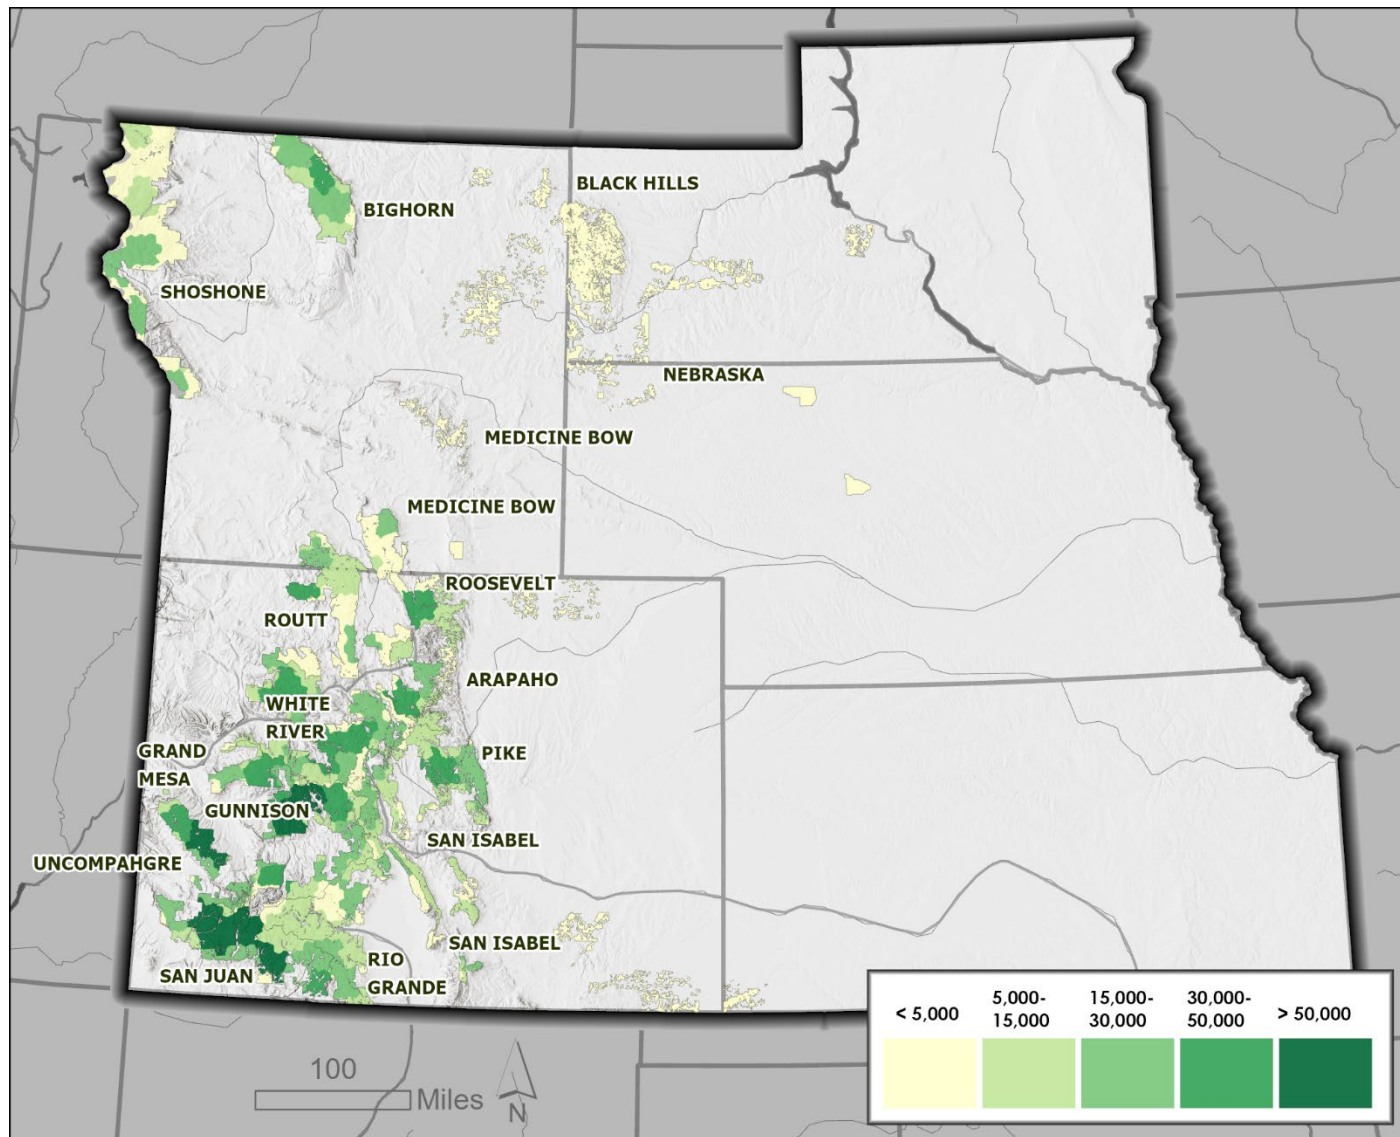 BLACK HILLS
BIGHORN
SHOSHONE
NEBRASKA
MEDICINE BOW
MEDICINE BOW
ROOSEVELT
ROUTT
ARAPAHO
WHITE
RIVER
GRAND
MESA
PIKE
GUNNISON
SAN ISABEL
UNCOMPAHGRE
SAN ISABEL
RIO
GRANDE
SAN JUAN
< 5,000
5,000-
15,000
15,000-
30,000
30,000-
50,000
> 50,000
100
Miles
N